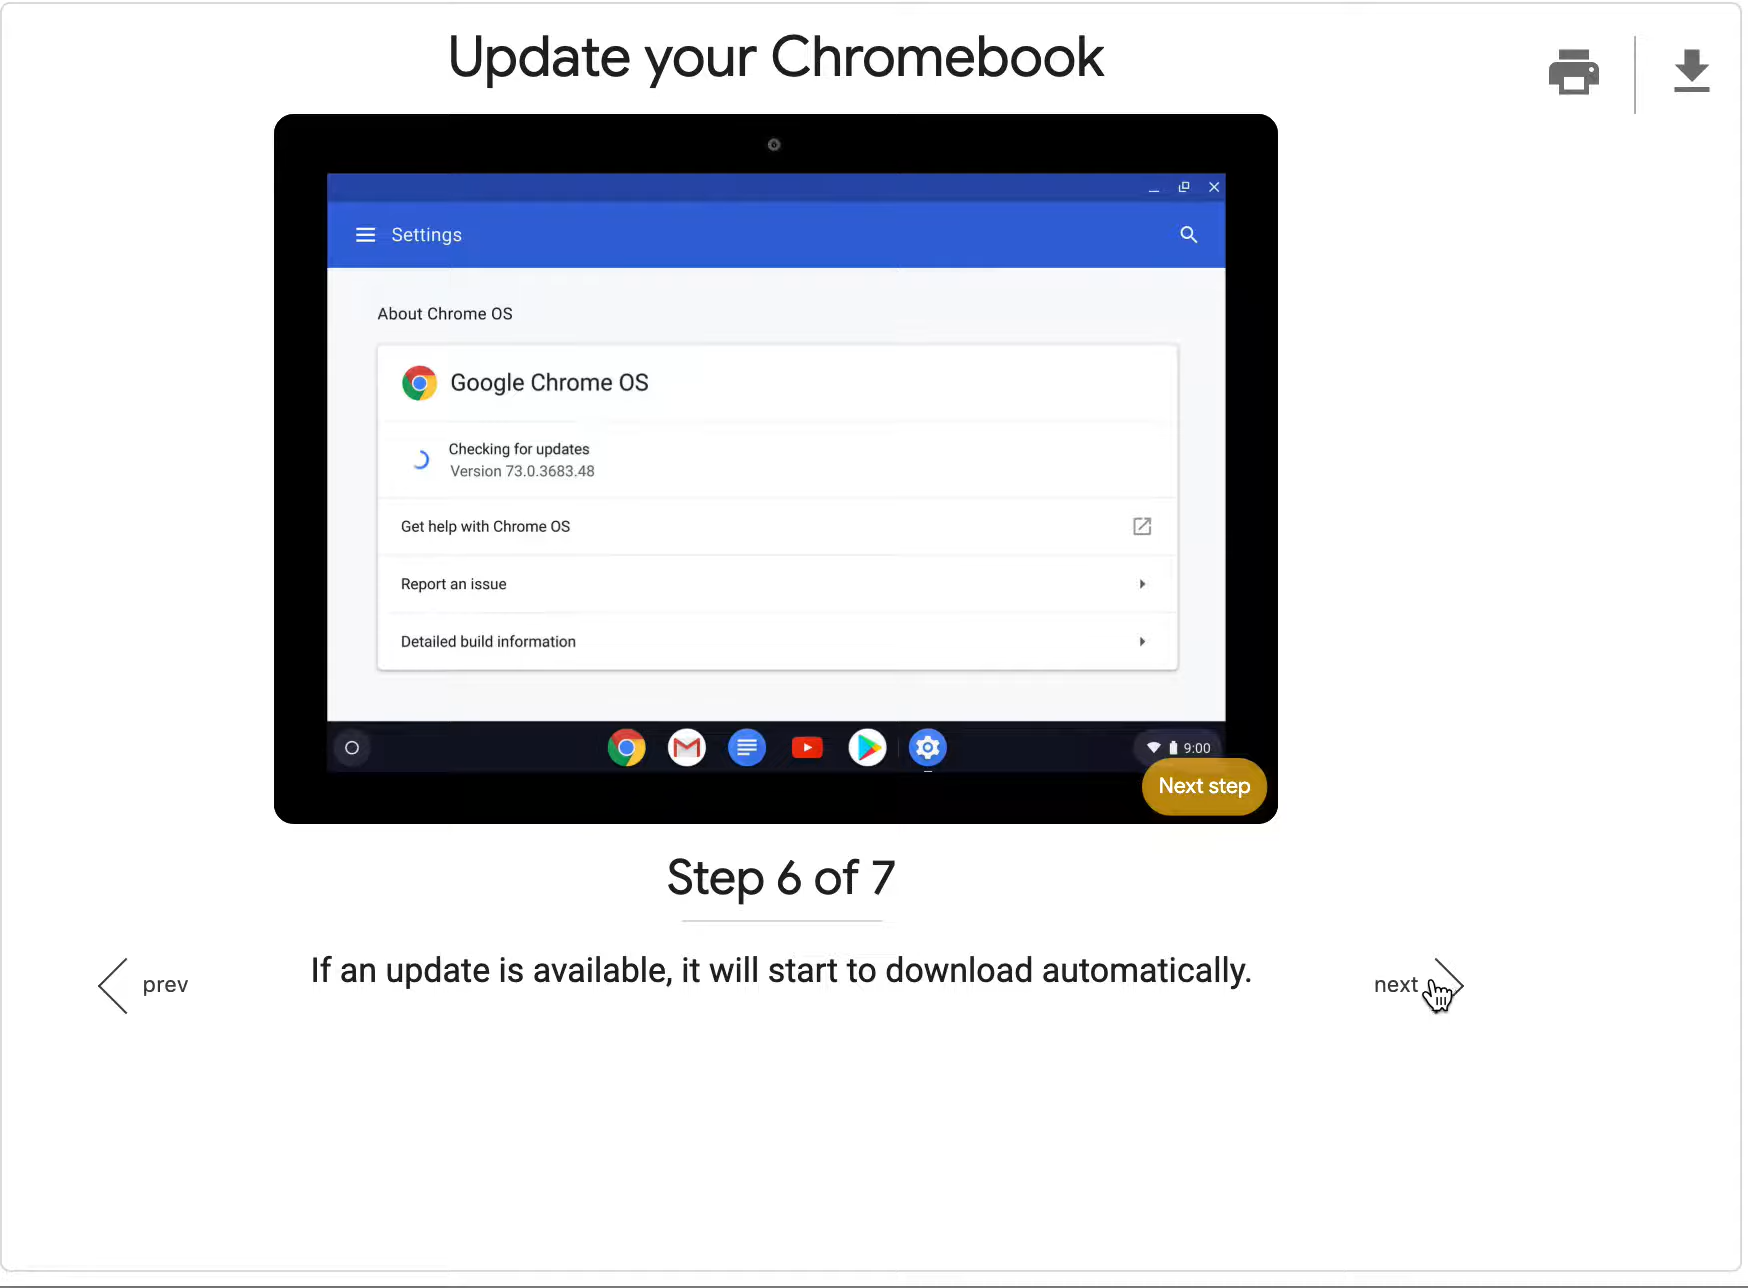 Update your Chromebook
Settings
About Chrome OS
Google Chrome OS
Checking for updates
Version 73.0.3683.48
Get help with Chrome OS
Report an issue
Detailed build information
9:00
Next step
Step 6 of 7
If an update is available, it will start to download automatically.
prev
next